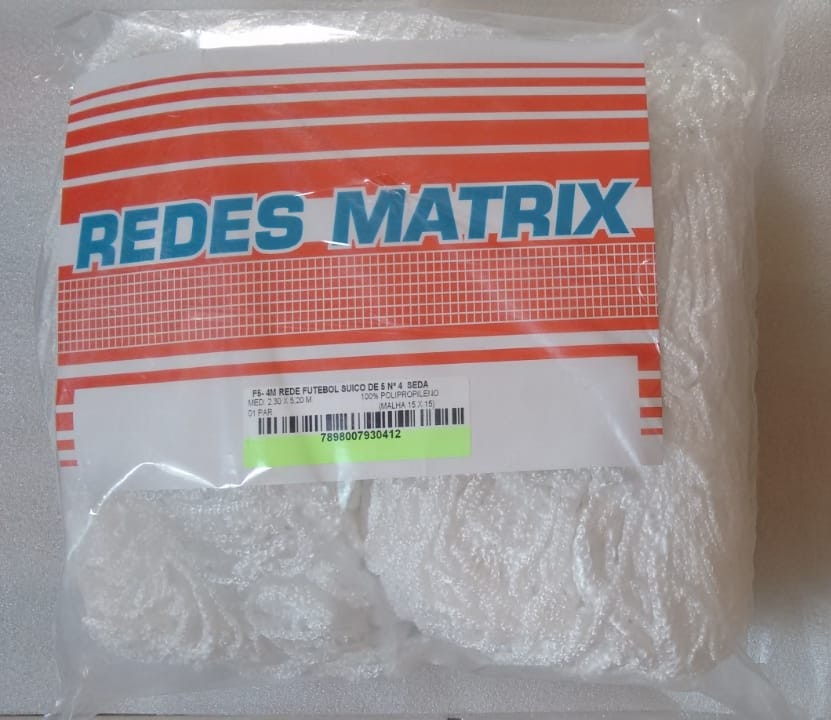 REDES MATRIX
F5- 4M REDE FUTEBOL SUICO DE 5 Nº 4 SEDA
MED. 2,30 X 5,20 M 100% POLIPROPILENO
01 PAR (MALHA 15 X 15)
7898007930412